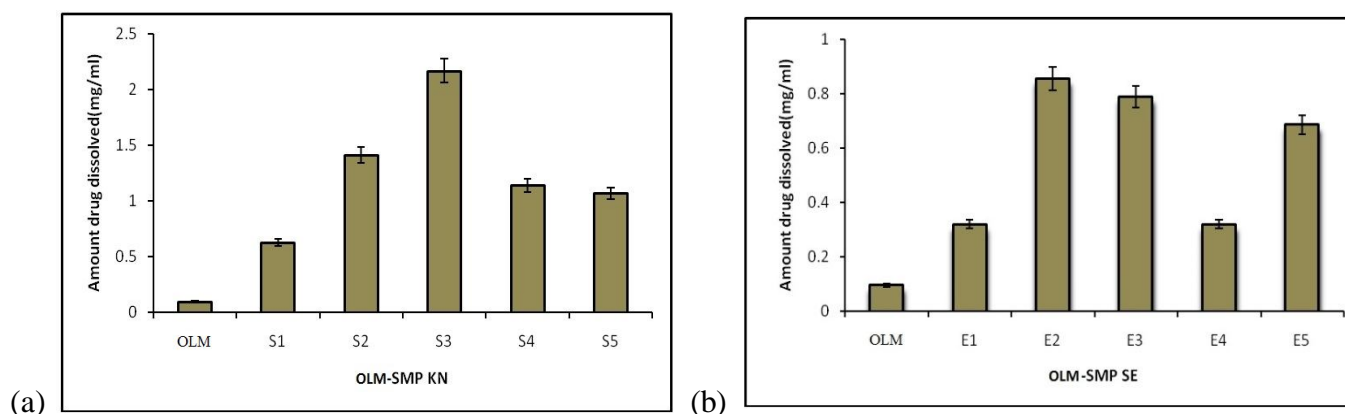 Amount drug dissolved(mg/ml)
2.5
2
1.5
1
0.5
0
OLM S1 S2 S3 S4 S5
OLM-SMP KN
(a)
Amount drug dissolved(mg/ml)
1
0.8
0.6
0.4
0.2
0
OLM E1 E2 E3 E4 E5
OLM-SMP SE
(b)